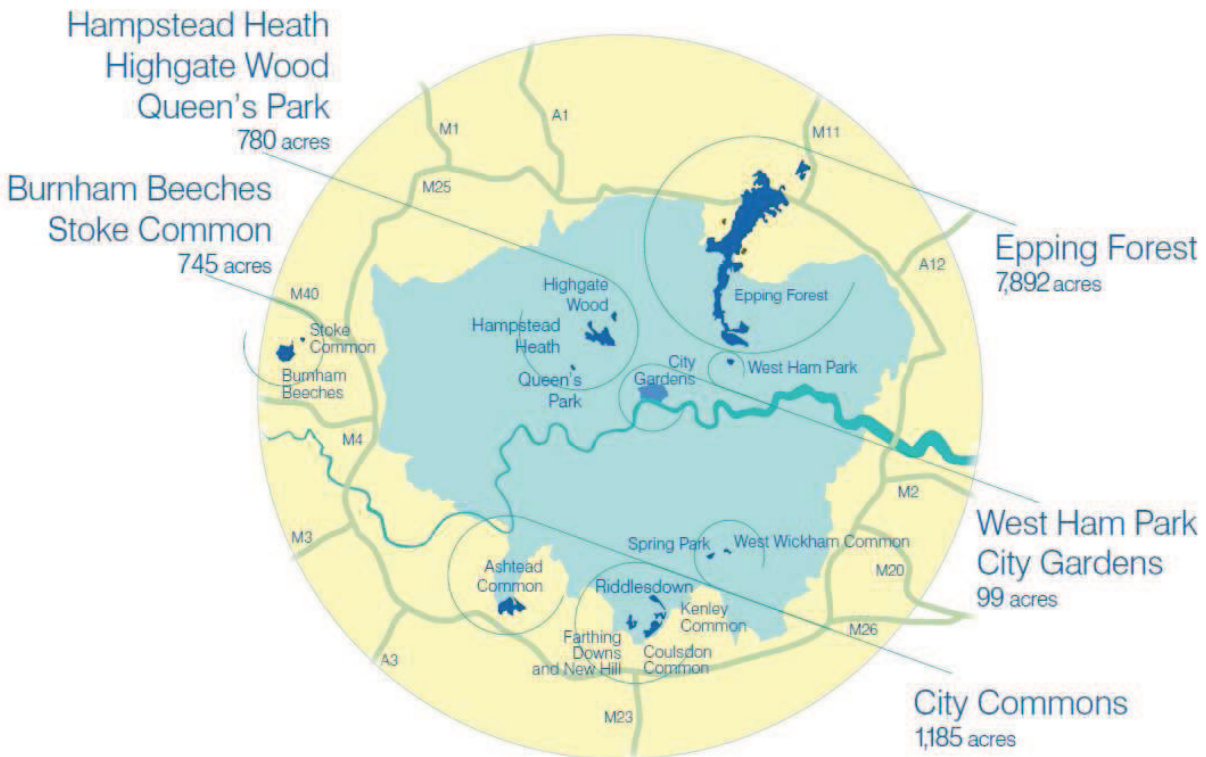 Hampstead Heath
Highgate Wood
Queen's Park
780 acres
Burnham Beeches
Stoke Common
745 acres
Epping Forest
7,892 acres
West Ham Park
City Gardens
99 acres
City Commons
1,185 acres
M1
A1
M11
M25
A12
M40
Stoke
Common
Burnham
Beeches
Highgate
Wood
Hampstead
Heath
Queen's
Park
City
Gardens
Epping Forest
West Ham Park
M4
M2
M3
Ashtead
Common
Spring Park
West Wickham Common
Riddlesdown
Kenley
Common
Farthing
Downs
and New Hill
Coulsdon
Common
M20
M26
A3
M23